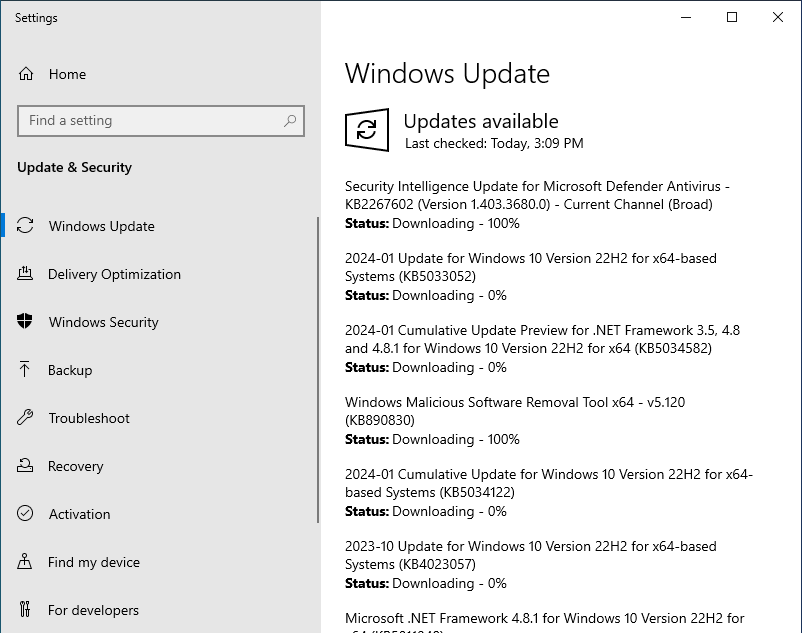 Settings
Home
Find a setting
Update & Security
Windows Update
Delivery Optimization
Windows Security
Backup
Troubleshoot
Recovery
Activation
Find my device
For developers
Windows Update
Updates available
Last checked: Today, 3:09 PM
Security Intelligence Update for Microsoft Defender Antivirus -
KB2267602 (Version 1.403.3680.0) - Current Channel (Broad)
Status: Downloading - 100%
2024-01 Update for Windows 10 Version 22H2 for x64-based
Systems (KB5033052)
Status: Downloading - 0%
2024-01 Cumulative Update Preview for .NET Framework 3.5, 4.8
and 4.8.1 for Windows 10 Version 22H2 for x64 (KB5034582)
Status: Downloading - 0%
Windows Malicious Software Removal Tool x64 - v5.120
(KB890830)
Status: Downloading - 100%
2024-01 Cumulative Update for Windows 10 Version 22H2 for x64-
based Systems (KB5034122)
Status: Downloading - 0%
2023-10 Update for Windows 10 Version 22H2 for x64-based
Systems (KB4023057)
Status: Downloading - 0%
Microsoft .NET Framework 4.8.1 for Windows 10 Version 22H2 for